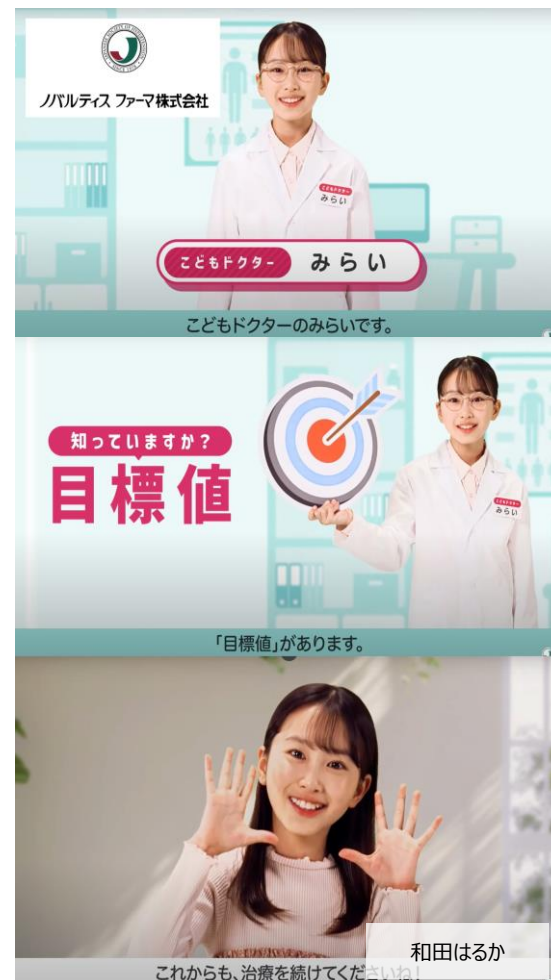 ノバルティス ファーマ株式会社
こどもドクター
みらい
こどもドクター みらい
こどもドクターのみらいです。
知っていますか?
目標値
こどもドクター
みらい
「目標値」があります。
和田はるか
これからも、治療を続けてくださいね!